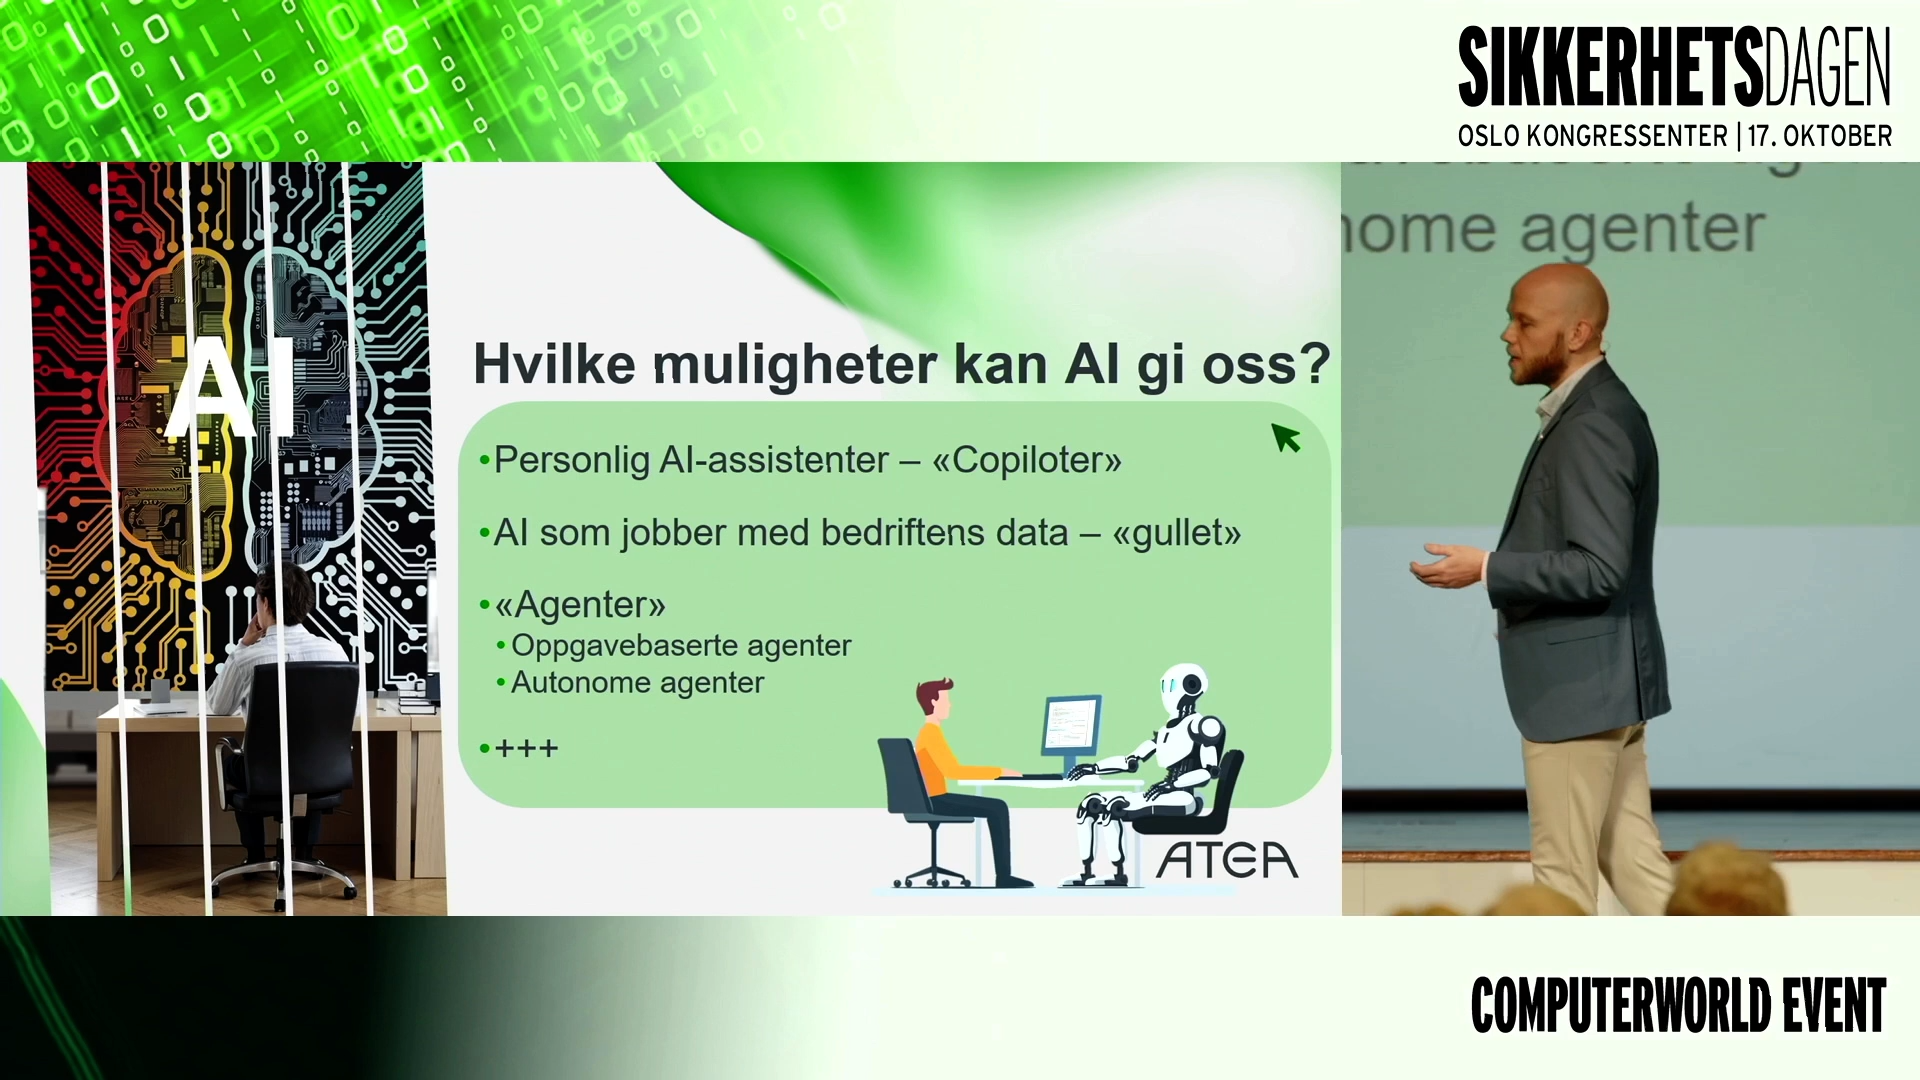 SIKKERHETSDAGEN
OSLO KONGRESSENTER | 17. OKTOBER
AI
Hvilke muligheter kan AI gi oss?
•Personlig AI-assistenter – «Copiloter»
•AI som jobber med bedriftens data – «gullet»
•«Agenter»
•Oppgavebaserte agenter
•Autonome agenter
•+++
ATEA
nome agenter
COMPUTERWORLD EVENT